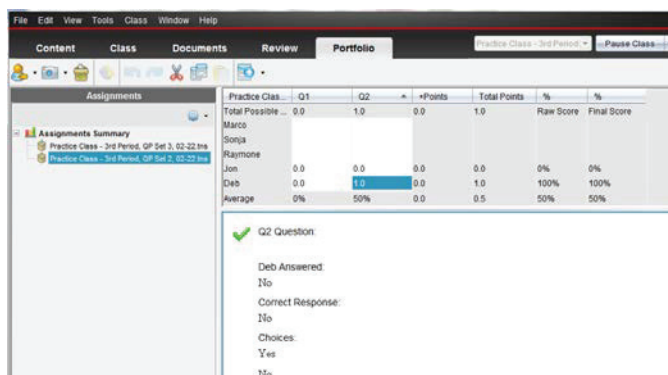 File Edit View Tools Class Window Help
Content Class Documents Review Portfolio Practice Class - 3rd Period, Pause Class
Assignments
Assignments Summary
Practice Class - 3rd Period, QP Set 3, 02-22.tns
Practice Class - 3rd Period, QP Set 2, 02-22.tns
Practice Clas... Q1 Q2 +Points Total Points % %
Total Possible ... 0.0 1.0 0.0 1.0 Raw Score Final Score
Marco
Sonja
Raymone
Jon 0.0 0.0 0.0 0.0 0% 0%
Deb 0.0 1.0 0.0 1.0 100% 100%
Average 0% 50% 0.0 0.5 50% 50%
Q2 Question:
Deb Answered:
No
Correct Response:
No
Choices:
Yes
No